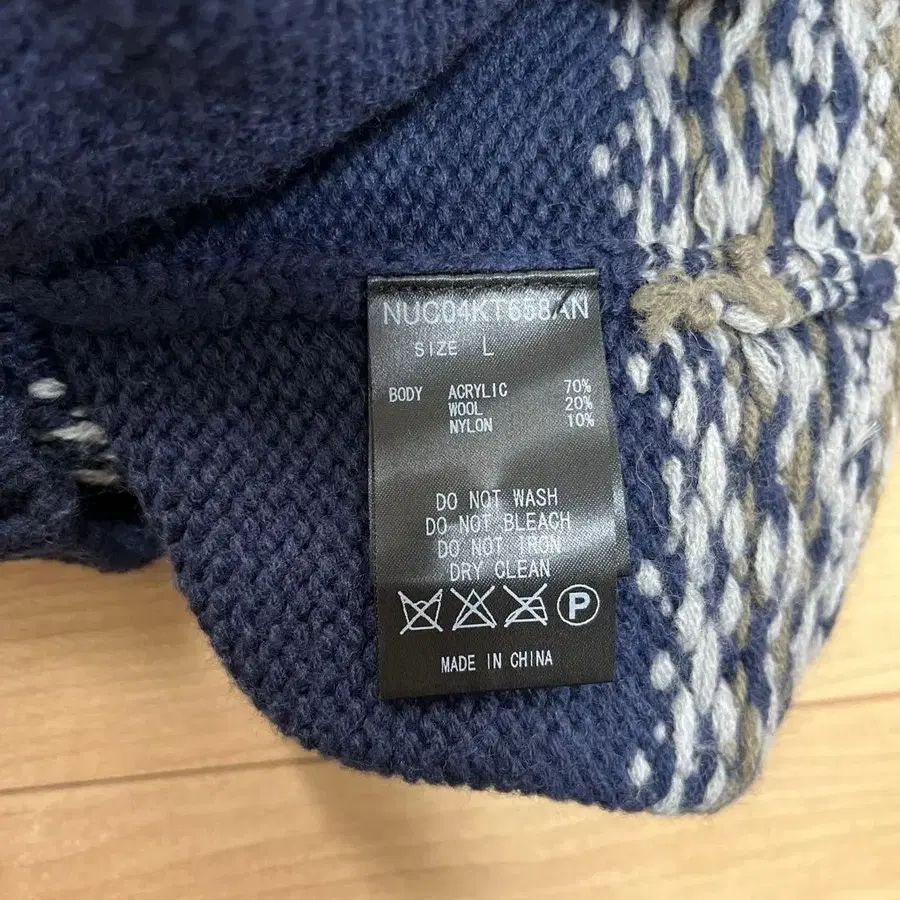 NUC04KT658AN
SIZE L
BODY ACRYLIC 70%
WOOL 20%
NYLON 10%
DO NOT WASH
DO NOT BLEACH
DO NOT IRON
DRY CLEAN
P
MADE IN CHINA